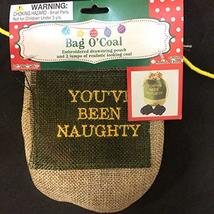 WARNING:
CHOKING HAZARD - Small Parts
Not for Children Under 3 yrs.
Bag O'Coal
Embroidered drawstring pouch
and 2 lumps of realistic looking coal
YOU'VE
BEEN
NAUGHTY